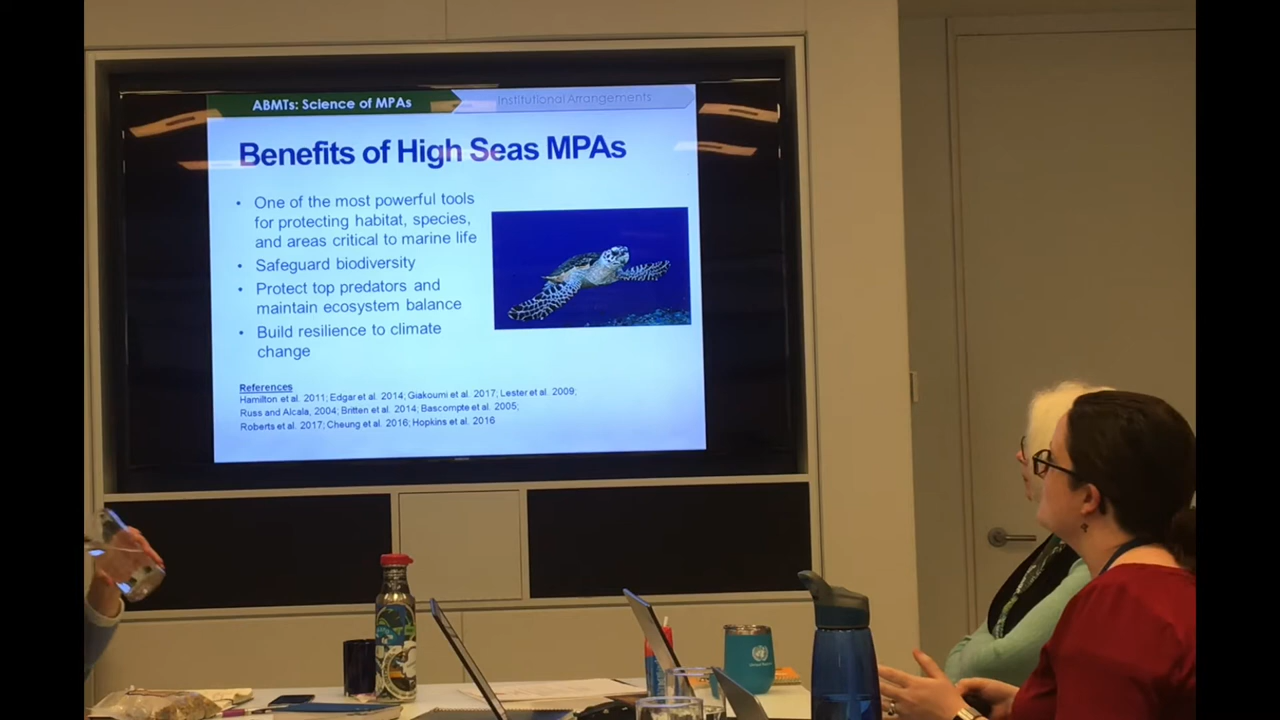 ABMTs: Science of MPAs
Institutional Arrangements
Benefits of High Seas MPAs
• One of the most powerful tools
for protecting habitat, species,
and areas critical to marine life
• Safeguard biodiversity
• Protect top predators and
maintain ecosystem balance
• Build resilience to climate
change
References
Hamilton et al. 2011; Edgar et al. 2014; Giakoumi et al. 2017; Lester et al. 2009;
Russ and Alcala, 2004; Britten et al. 2014; Bascompte et al. 2005;
Roberts et al. 2017; Cheung et al. 2016; Hopkins et al. 2016
United Nations